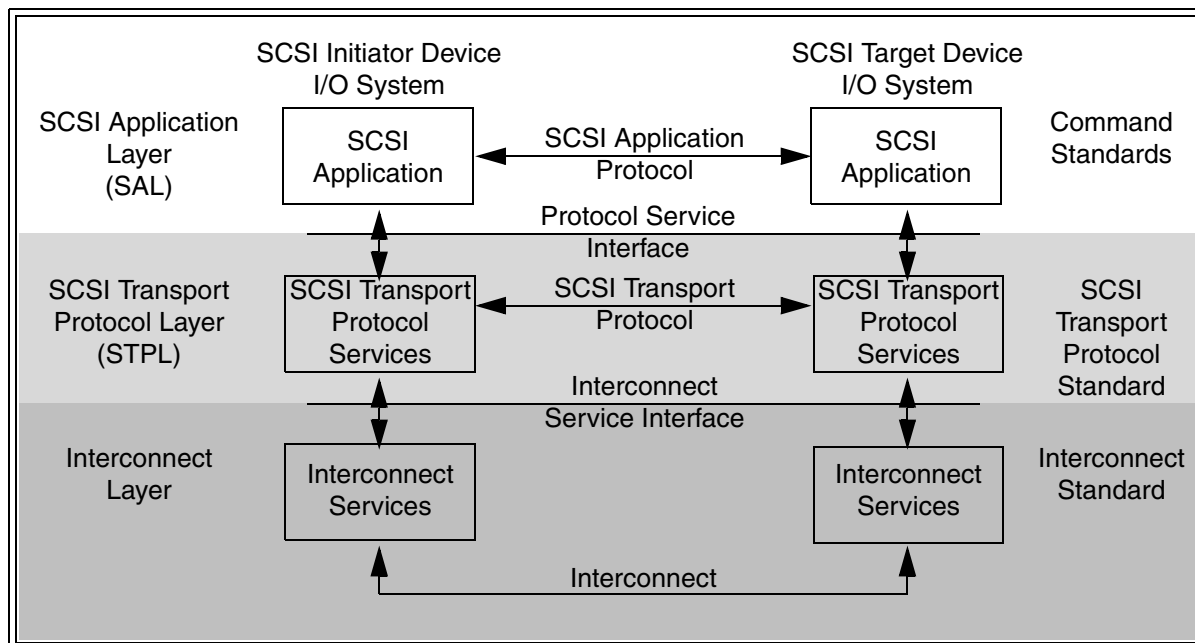 SCSI Initiator Device
I/O System
SCSI Target Device
I/O System
SCSI Application
Layer
(SAL)
SCSI
Application
SCSI Application
Protocol
SCSI
Application
Command
Standards
Protocol Service
Interface
SCSI Transport
Protocol Layer
(STPL)
SCSI Transport
Protocol
Services
SCSI Transport
Protocol
SCSI Transport
Protocol
Services
SCSI
Transport
Protocol
Standard
Interconnect
Service Interface
Interconnect
Layer
Interconnect
Services
Interconnect
Services
Interconnect
Standard
Interconnect